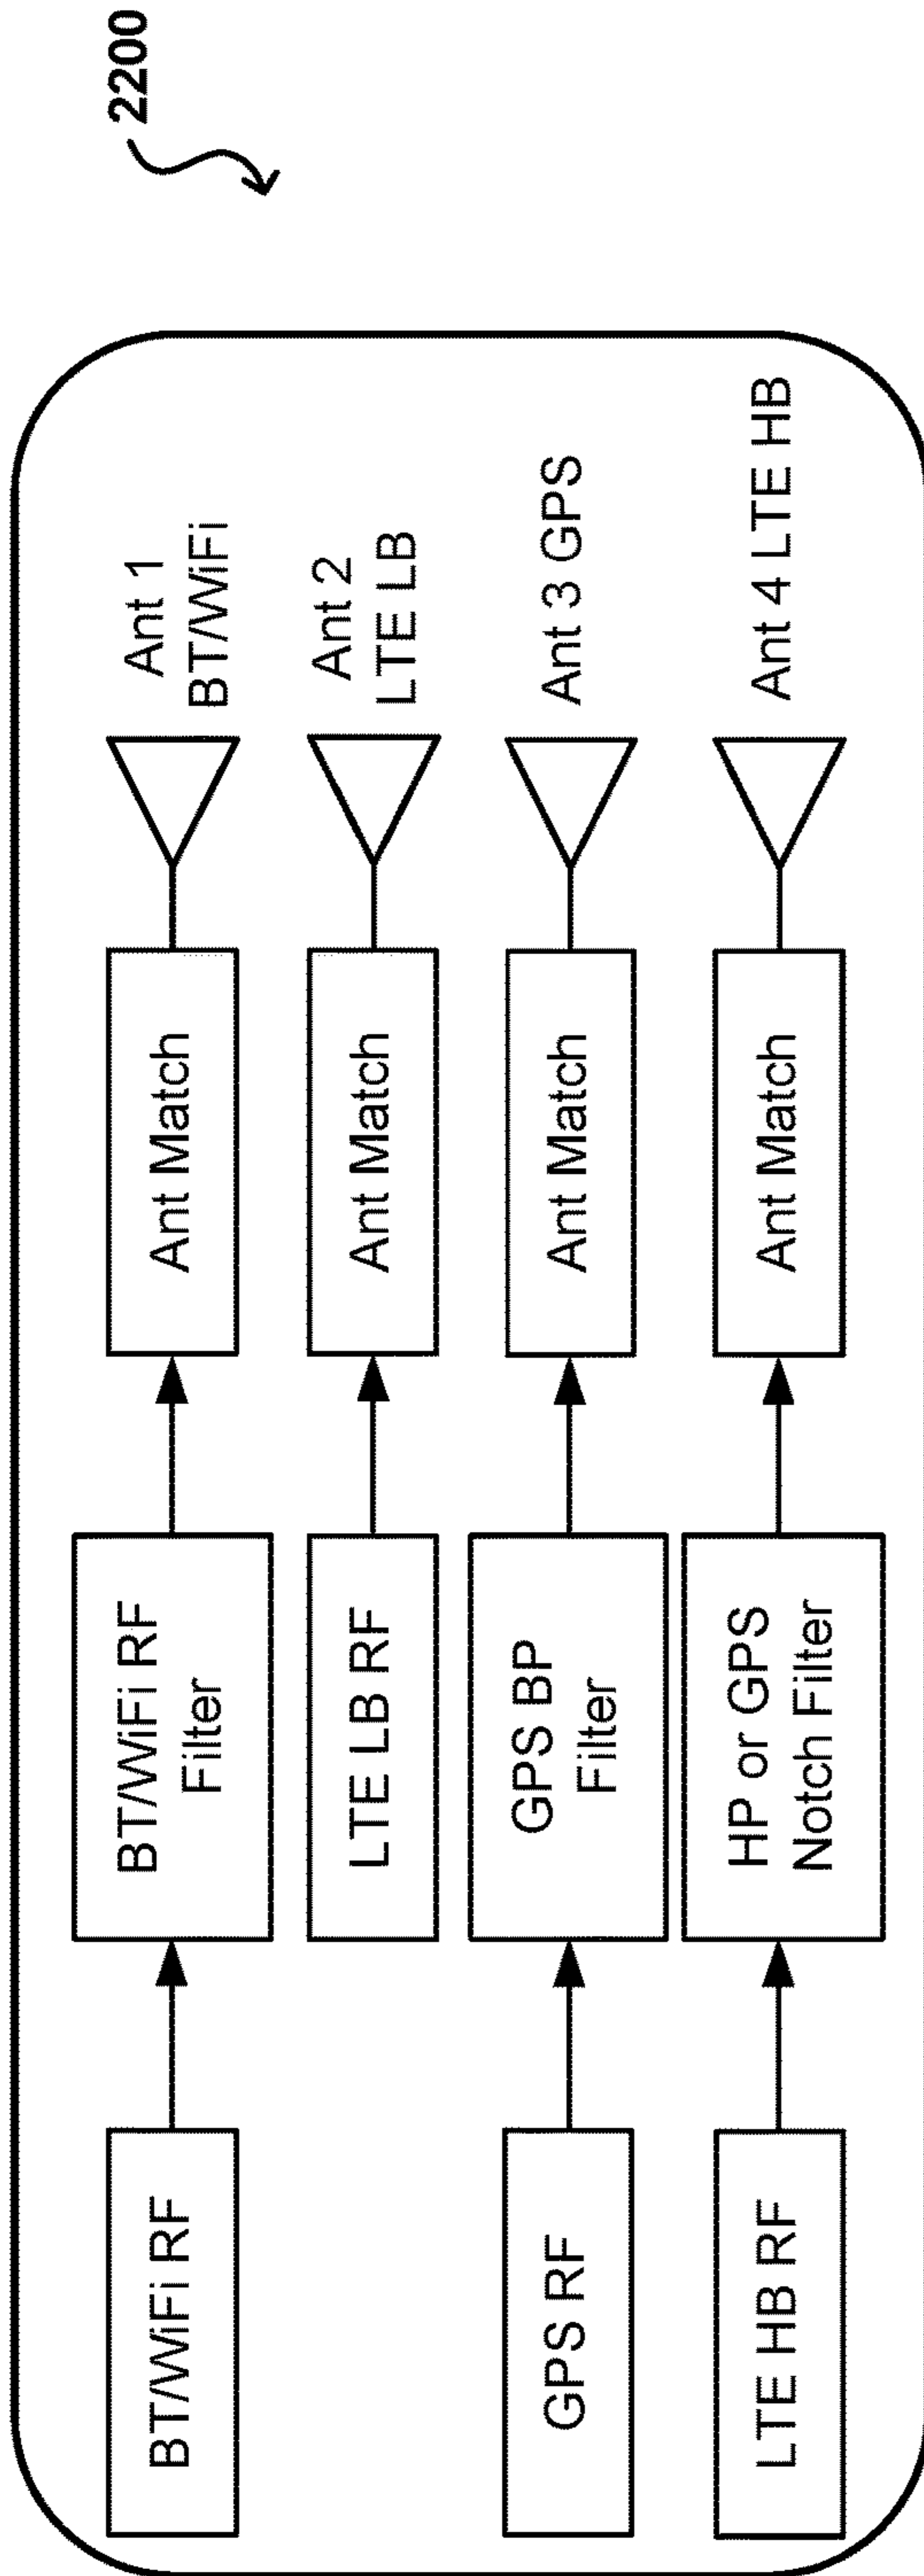 2200
BT/WiFi RF
BT/WiFi RF
Filter
Ant Match
Ant 1
BT/WiFi
LTE LB RF
Ant Match
Ant 2
LTE LB
GPS RF
GPS BP
Filter
Ant Match
Ant 3 GPS
LTE HB RF
HP or GPS
Notch Filter
Ant Match
Ant 4 LTE HB